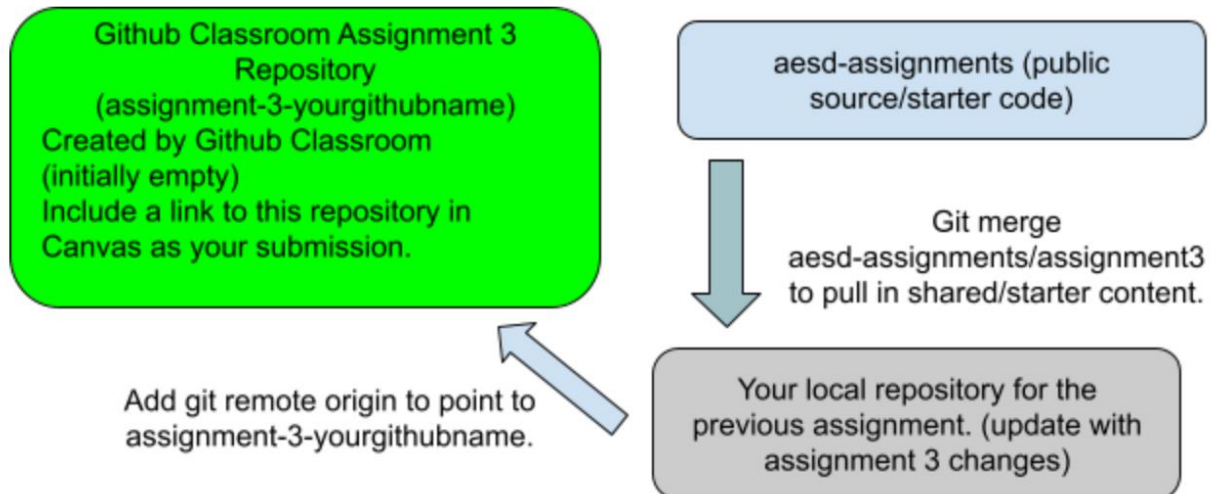 Github Classroom Assignment 3
Repository
(assignment-3-yourgithubname)
Created by Github Classroom
(initially empty)
Include a link to this repository in
Canvas as your submission.
aesd-assignments (public
source/starter code)
Git merge
aesd-assignments/assignment3
to pull in shared/starter content.
Add git remote origin to point to
assignment-3-yourgithubname.
Your local repository for the
previous assignment. (update with
assignment 3 changes)